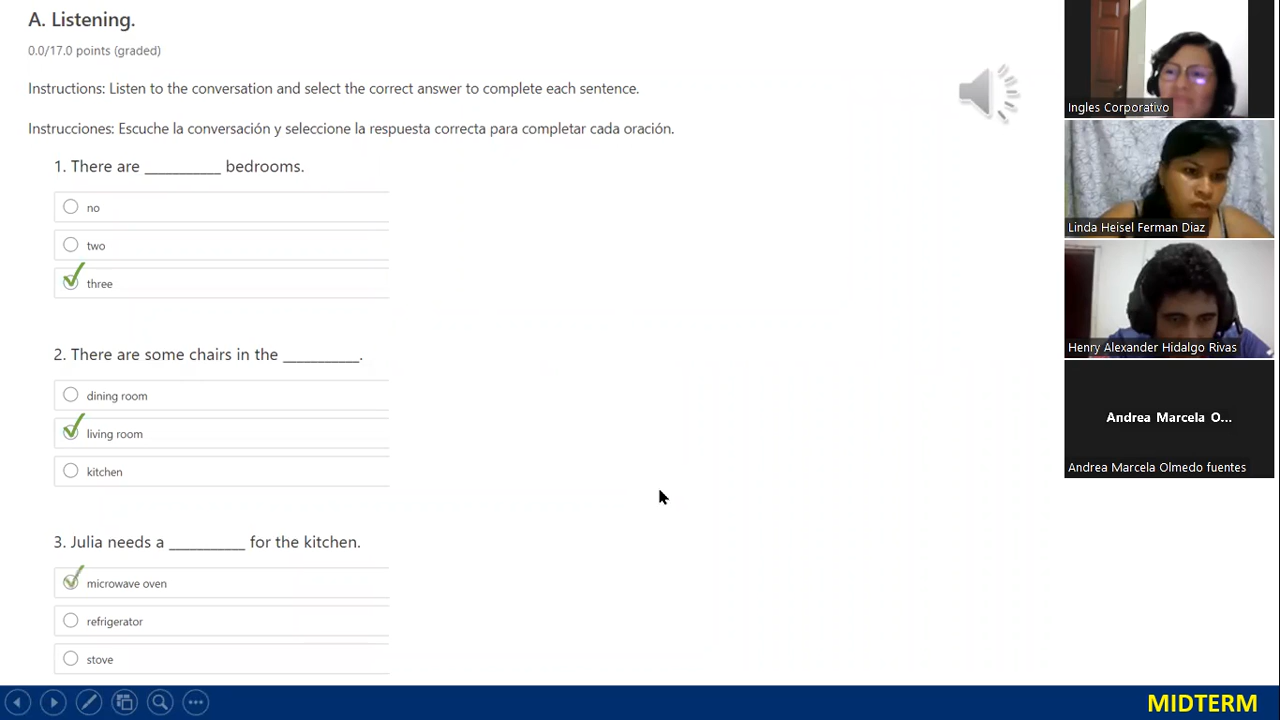 A. Listening.
0.0/17.0 points (graded)
Instructions: Listen to the conversation and select the correct answer to complete each sentence.
Instrucciones: Escuche la conversación y seleccione la respuesta correcta para completar cada oración.
1. There are __________ bedrooms.
no
two
three
2. There are some chairs in the __________.
dining room
living room
kitchen
3. Julia needs a __________ for the kitchen.
microwave oven
refrigerator
stove
MIDTERM
Ingles Corporativo
Linda Heisel Ferman Diaz
Henry Alexander Hidalgo Rivas
Andrea Marcela O...
Andrea Marcela Olmedo fuentes